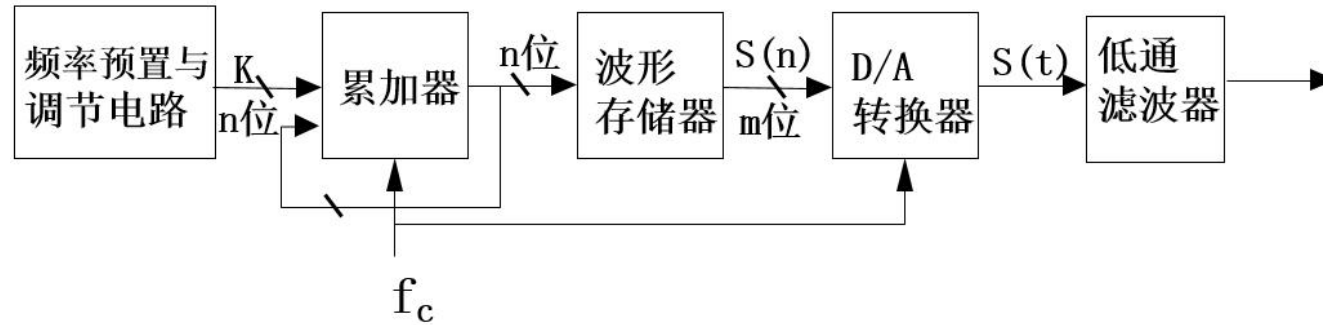 频率预置与
调节电路
K
n位
累加器
n位
波形
存储器
S(n)
m位
D/A
转换器
S(t)
低通
滤波器
fc